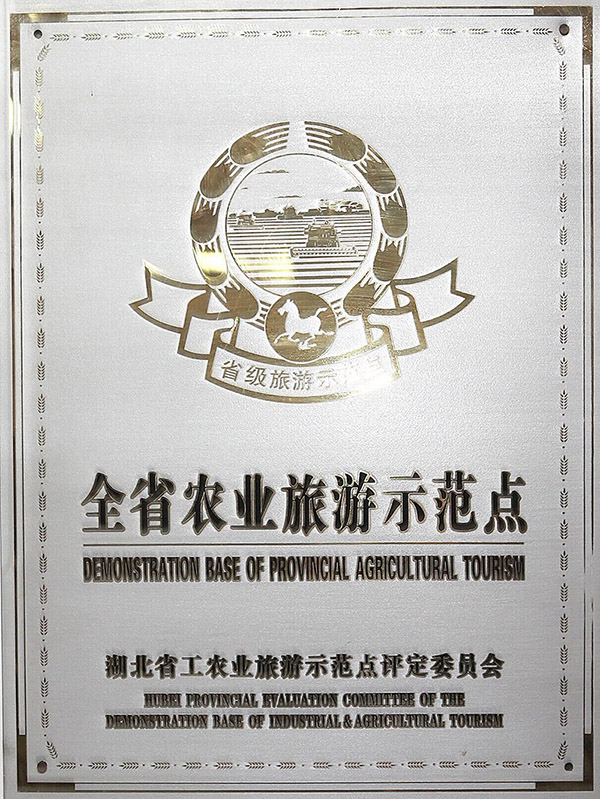 省级旅游示范点
全省农业旅游示范点
DEMONSTRATION BASE OF PROVINCIAL AGRICULTURAL TOURISM
湖北省工农业旅游示范点评定委员会
HUBEI PROVINCIAL EVALUATION COMMITTEE OF THE
DEMONSTRATION BASE OF INDUSTRIAL & AGRICULTURAL TOURISM